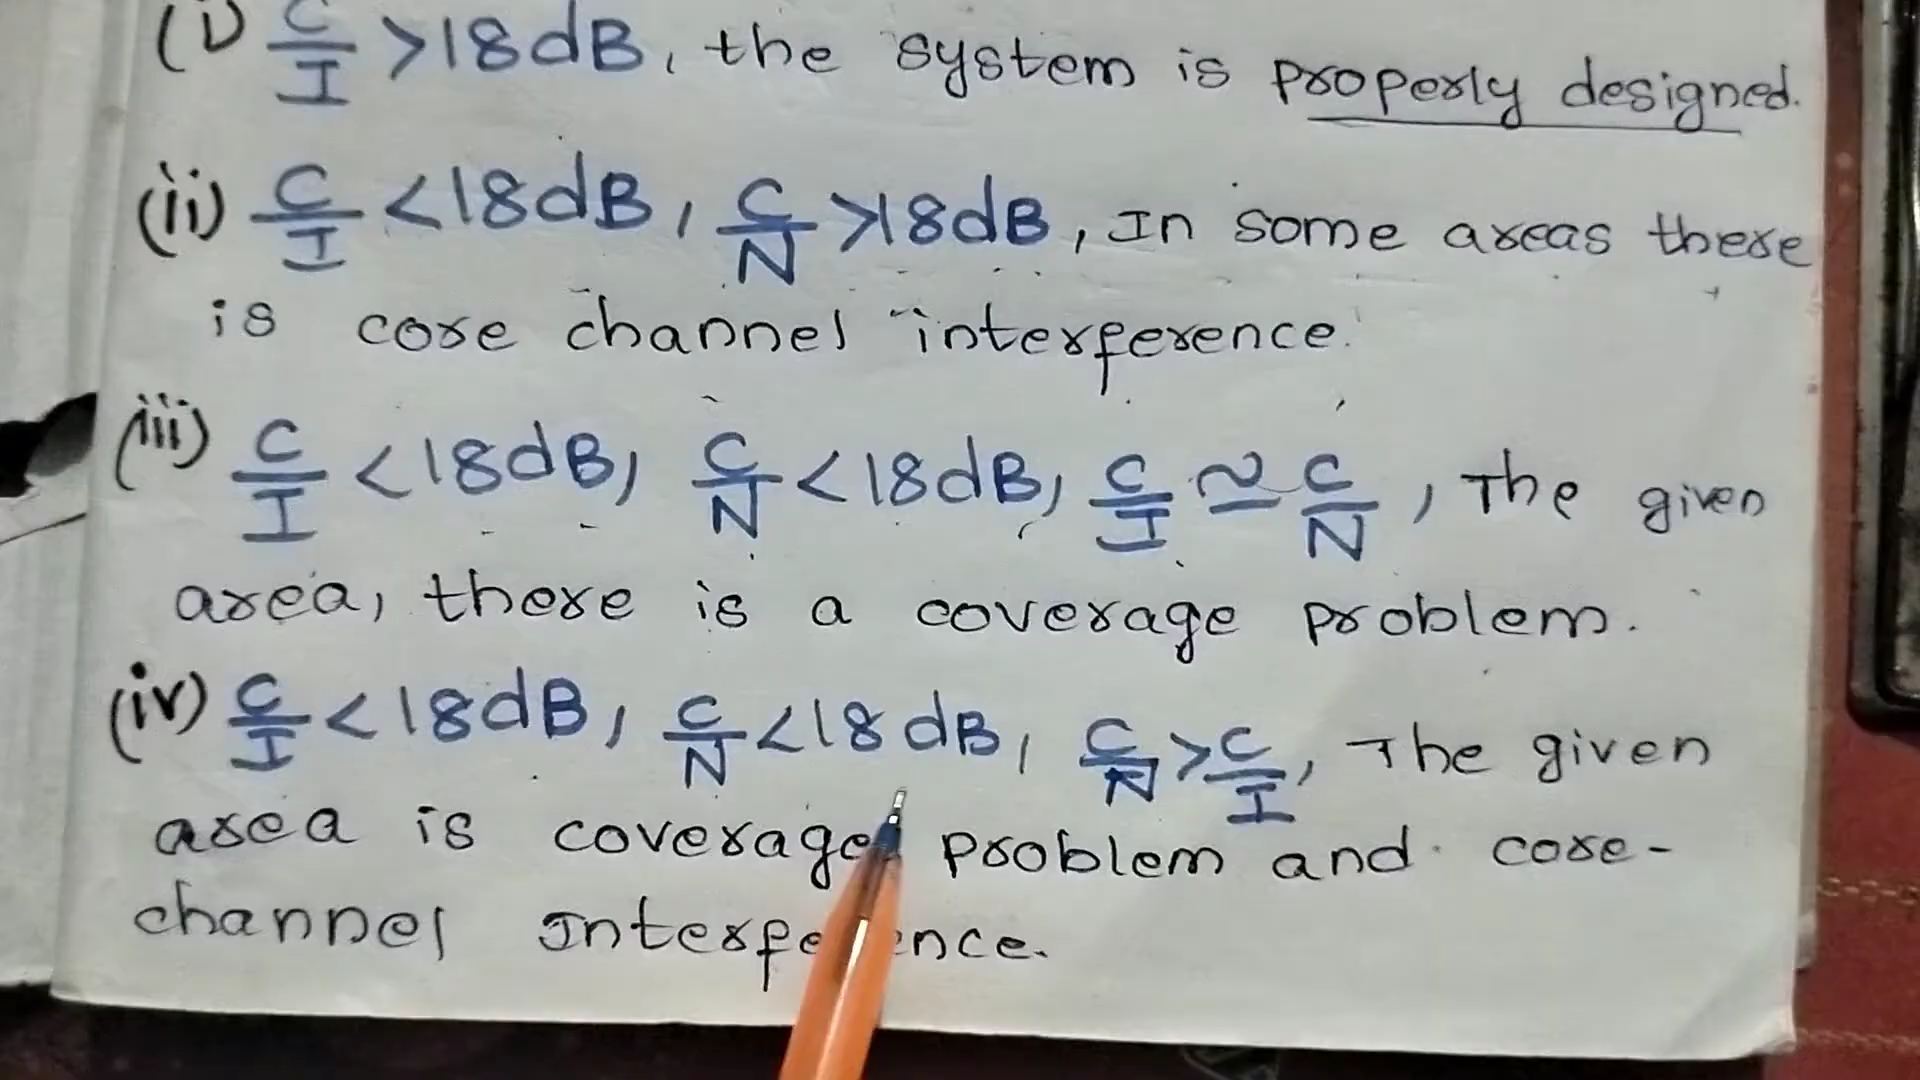 (i) C/I >18dB, the system is properly designed.
(ii) C/I <18dB, C/N >18dB, In some areas there
is core channel interference.
(iii) C/I <18dB, C/N <18dB, C/I ≃ C/N, The given
area, there is a coverage problem.
(iv) C/I <18dB, C/N <18dB, C/N > C/I, The given
area is coverage problem and core-
channel Interference.